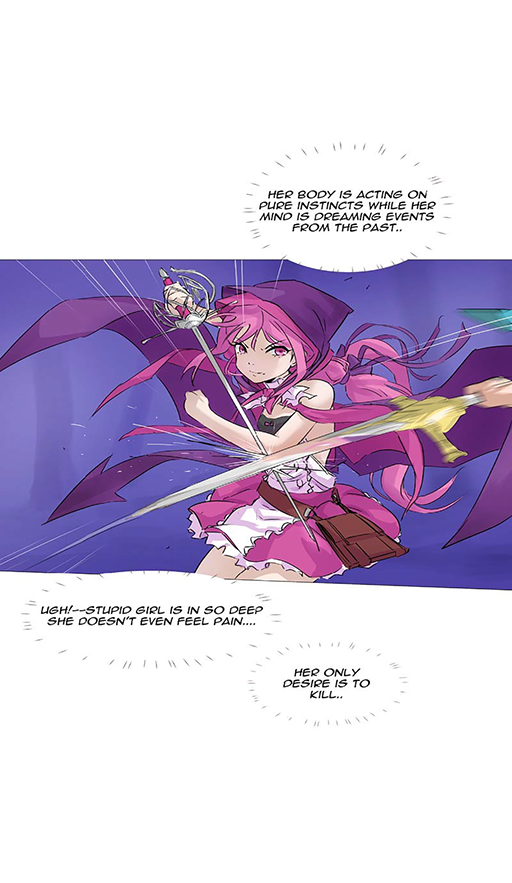 HER BODY IS ACTING ON
PURE INSTINCTS WHILE HER
MIND IS DREAMING EVENTS
FROM THE PAST..
UGH!--STUPID GIRL IS IN SO DEEP
SHE DOESN'T EVEN FEEL PAIN....
HER ONLY
DESIRE IS TO
KILL..